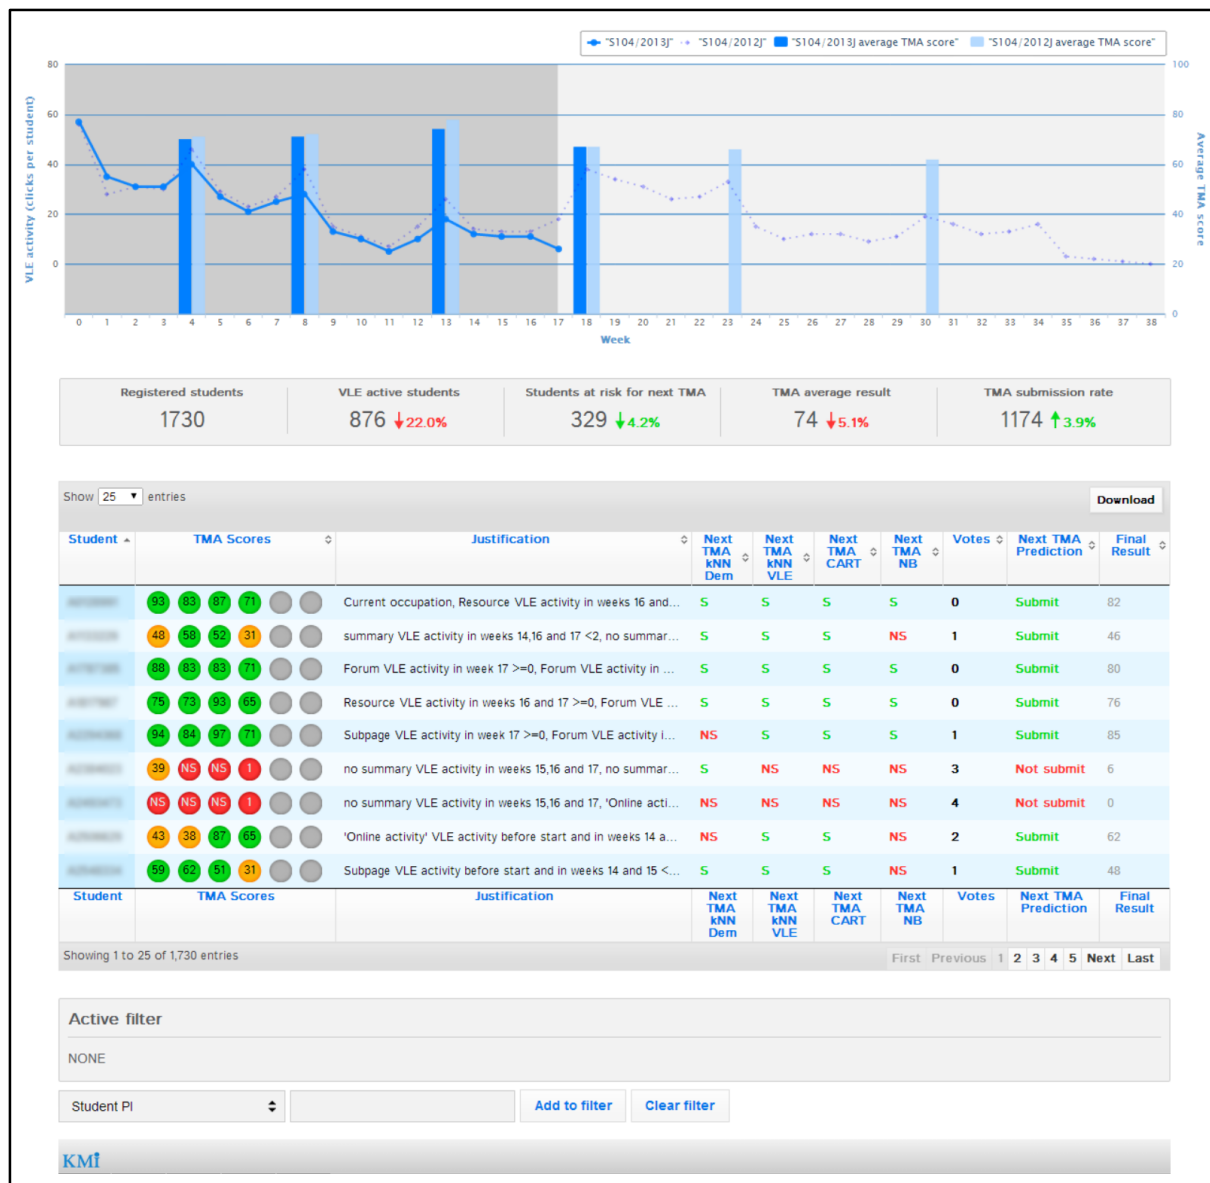 "S104/2013J" "S104/2012J" "S104/2013J average TMA score" "S104/2012J average TMA score"
80 100
60 80
40 60
20 40
0 20
0
VLE activity (clicks per student)
Average TMA score
0 1 2 3 4 5 6 7 8 9 10 11 12 13 14 15 16 17 18 19 20 21 22 23 24 25 26 27 28 29 30 31 32 33 34 35 36 37 38
Week
Registered students VLE active students Students at risk for next TMA TMA average result TMA submission rate
1730 876 ↓22.0% 329 ↓4.2% 74 ↓5.1% 1174 ↑3.9%
Show 25 entries
Download
Student TMA Scores Justification Next TMA kNN Dem Next TMA kNN VLE Next TMA CART Next TMA NB Votes Next TMA Prediction Final Result
93 83 87 71 Current occupation, Resource VLE activity in weeks 16 and... S S S S 0 Submit 82
48 58 52 31 summary VLE activity in weeks 14,16 and 17 <2, no summar... S S S NS 1 Submit 46
88 83 83 71 Forum VLE activity in week 17 >=0, Forum VLE activity in ... S S S S 0 Submit 80
75 73 93 65 Resource VLE activity in weeks 16 and 17 >=0, Forum VLE ... S S S S 0 Submit 76
94 84 97 71 Subpage VLE activity in week 17 >=0, Forum VLE activity i... NS S S S 1 Submit 85
39 NS NS 1 no summary VLE activity in weeks 15,16 and 17, no summar... S NS NS NS 3 Not submit 6
NS NS NS 1 no summary VLE activity in weeks 15,16 and 17, 'Online acti... NS NS NS NS 4 Not submit 0
43 38 87 65 'Online activity' VLE activity before start and in weeks 14 a... NS S S NS 2 Submit 62
59 62 51 31 Subpage VLE activity before start and in weeks 14 and 15 <... S S S NS 1 Submit 48
Student TMA Scores Justification Next TMA kNN Dem Next TMA kNN VLE Next TMA CART Next TMA NB Votes Next TMA Prediction Final Result
Showing 1 to 25 of 1,730 entries
First Previous 1 2 3 4 5 Next Last
Active filter
NONE
Student PI Add to filter Clear filter
KMi